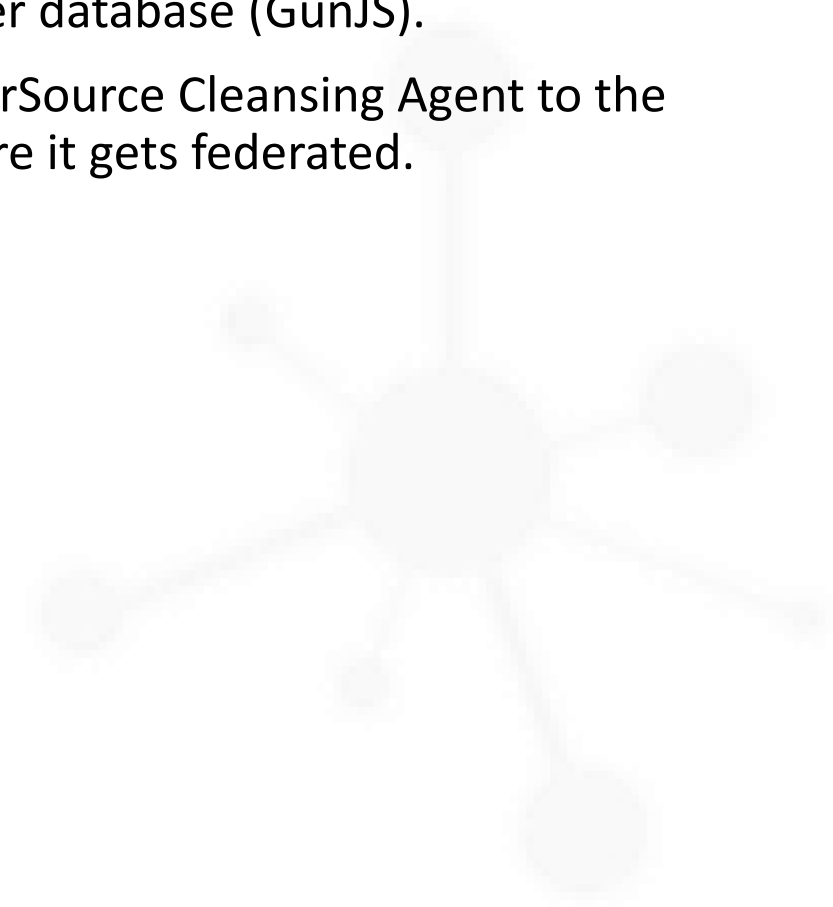 er database (GunJS).
rSource Cleansing Agent to the
re it gets federated.